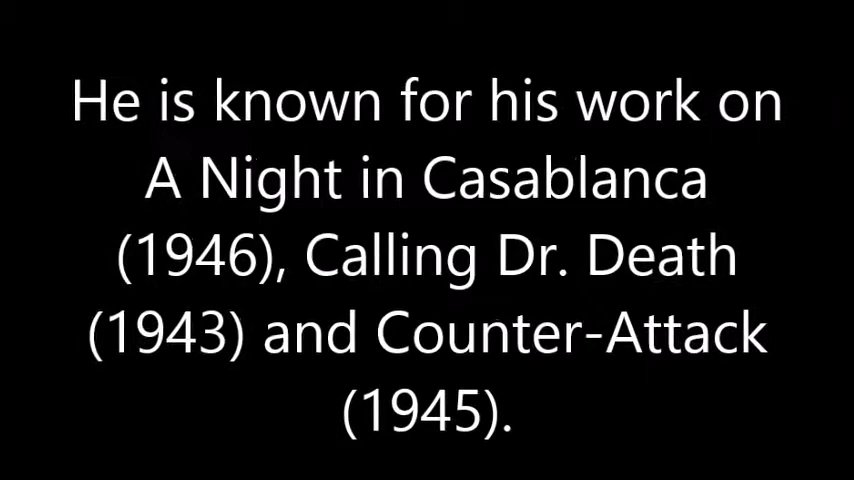 He is known for his work on
A Night in Casablanca
(1946), Calling Dr. Death
(1943) and Counter-Attack
(1945).